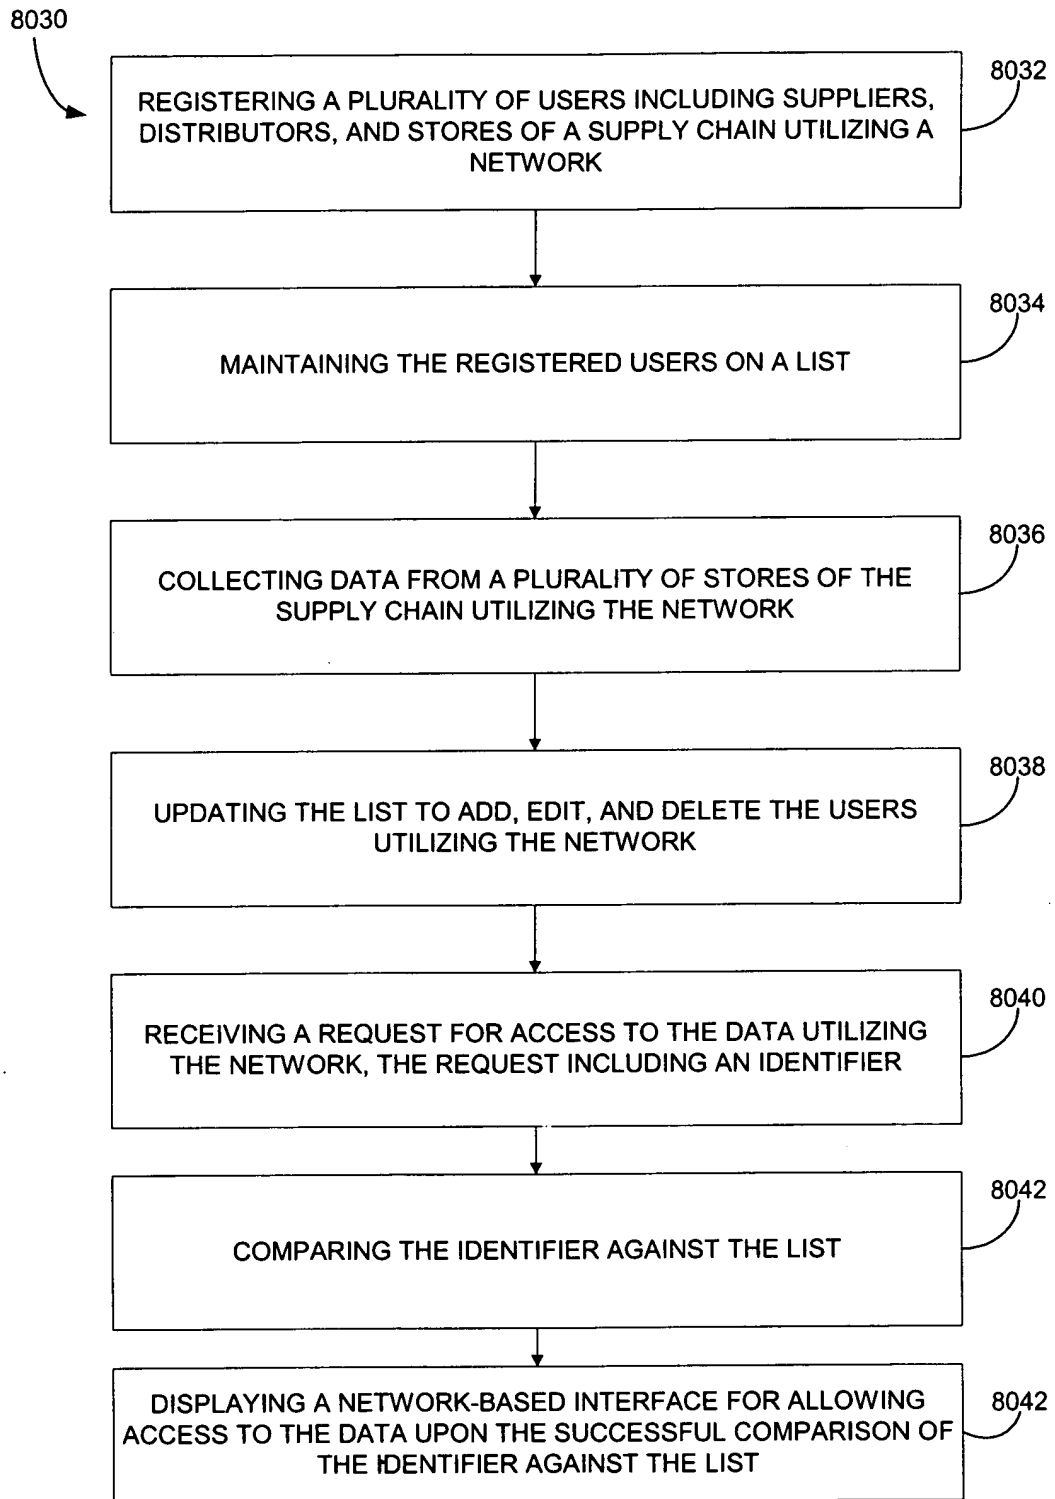 8030
8032
REGISTERING A PLURALITY OF USERS INCLUDING SUPPLIERS,
DISTRIBUTORS, AND STORES OF A SUPPLY CHAIN UTILIZING A
NETWORK
8034
MAINTAINING THE REGISTERED USERS ON A LIST
8036
COLLECTING DATA FROM A PLURALITY OF STORES OF THE
SUPPLY CHAIN UTILIZING THE NETWORK
8038
UPDATING THE LIST TO ADD, EDIT, AND DELETE THE USERS
UTILIZING THE NETWORK
8040
RECEIVING A REQUEST FOR ACCESS TO THE DATA UTILIZING
THE NETWORK, THE REQUEST INCLUDING AN IDENTIFIER
8042
COMPARING THE IDENTIFIER AGAINST THE LIST
8042
DISPLAYING A NETWORK-BASED INTERFACE FOR ALLOWING
ACCESS TO THE DATA UPON THE SUCCESSFUL COMPARISON OF
THE IDENTIFIER AGAINST THE LIST